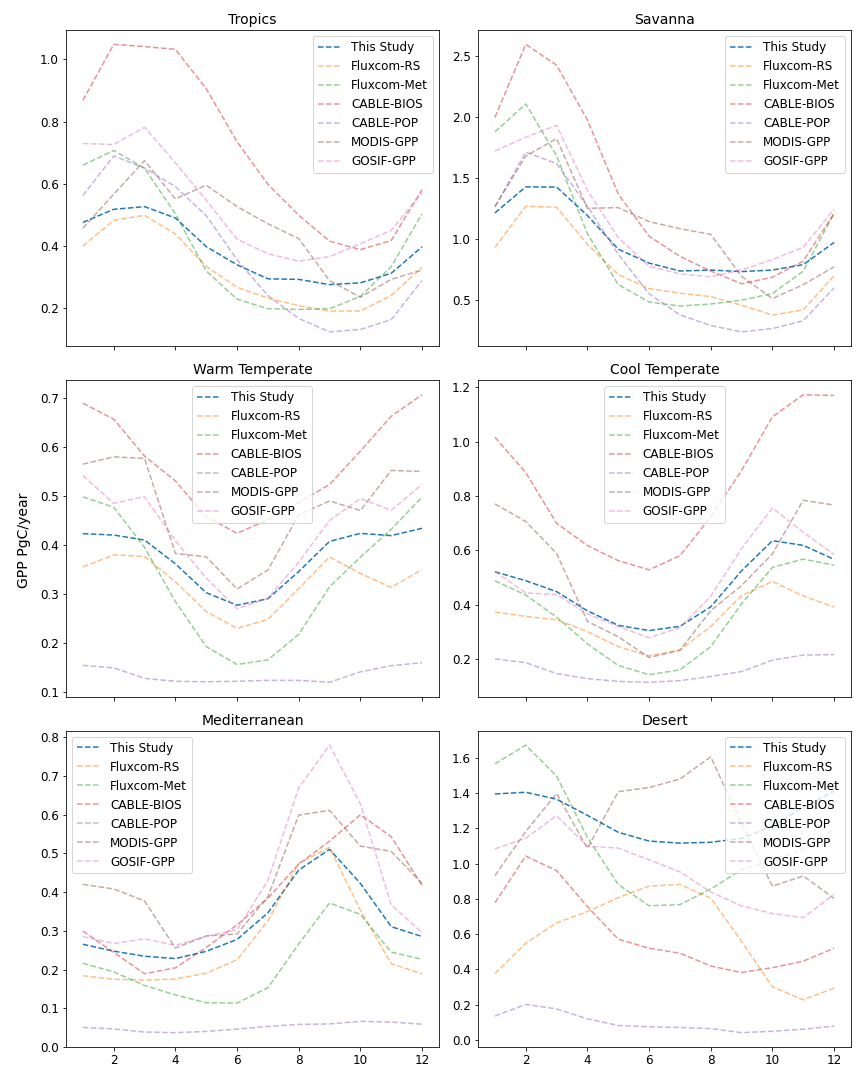 Tropics
1.0
0.8
0.6
0.4
0.2
This Study
Fluxcom-RS
Fluxcom-Met
CABLE-BIOS
CABLE-POP
MODIS-GPP
GOSIF-GPP
Savanna
2.5
2.0
1.5
1.0
0.5
This Study
Fluxcom-RS
Fluxcom-Met
CABLE-BIOS
CABLE-POP
MODIS-GPP
GOSIF-GPP
GPP PgC/year
Warm Temperate
0.7
0.6
0.5
0.4
0.3
0.2
0.1
This Study
Fluxcom-RS
Fluxcom-Met
CABLE-BIOS
CABLE-POP
MODIS-GPP
GOSIF-GPP
Cool Temperate
1.2
1.0
0.8
0.6
0.4
0.2
This Study
Fluxcom-RS
Fluxcom-Met
CABLE-BIOS
CABLE-POP
MODIS-GPP
GOSIF-GPP
Mediterranean
0.8
0.7
0.6
0.5
0.4
0.3
0.2
0.1
0.0
This Study
Fluxcom-RS
Fluxcom-Met
CABLE-BIOS
CABLE-POP
MODIS-GPP
GOSIF-GPP
2 4 6 8 10 12
Desert
1.6
1.4
1.2
1.0
0.8
0.6
0.4
0.2
0.0
This Study
Fluxcom-RS
Fluxcom-Met
CABLE-BIOS
CABLE-POP
MODIS-GPP
GOSIF-GPP
2 4 6 8 10 12